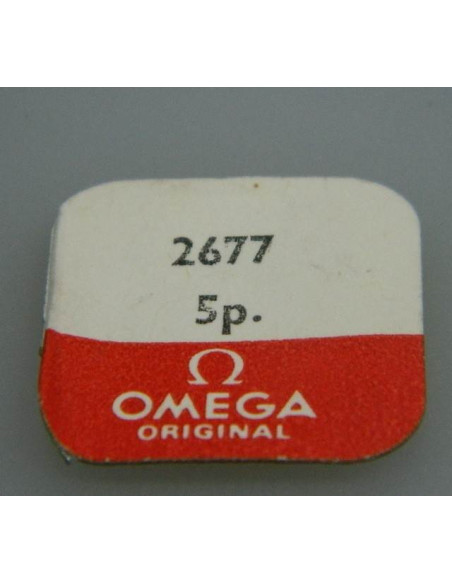 2677
5p.
Ω
OMEGA
ORIGINAL